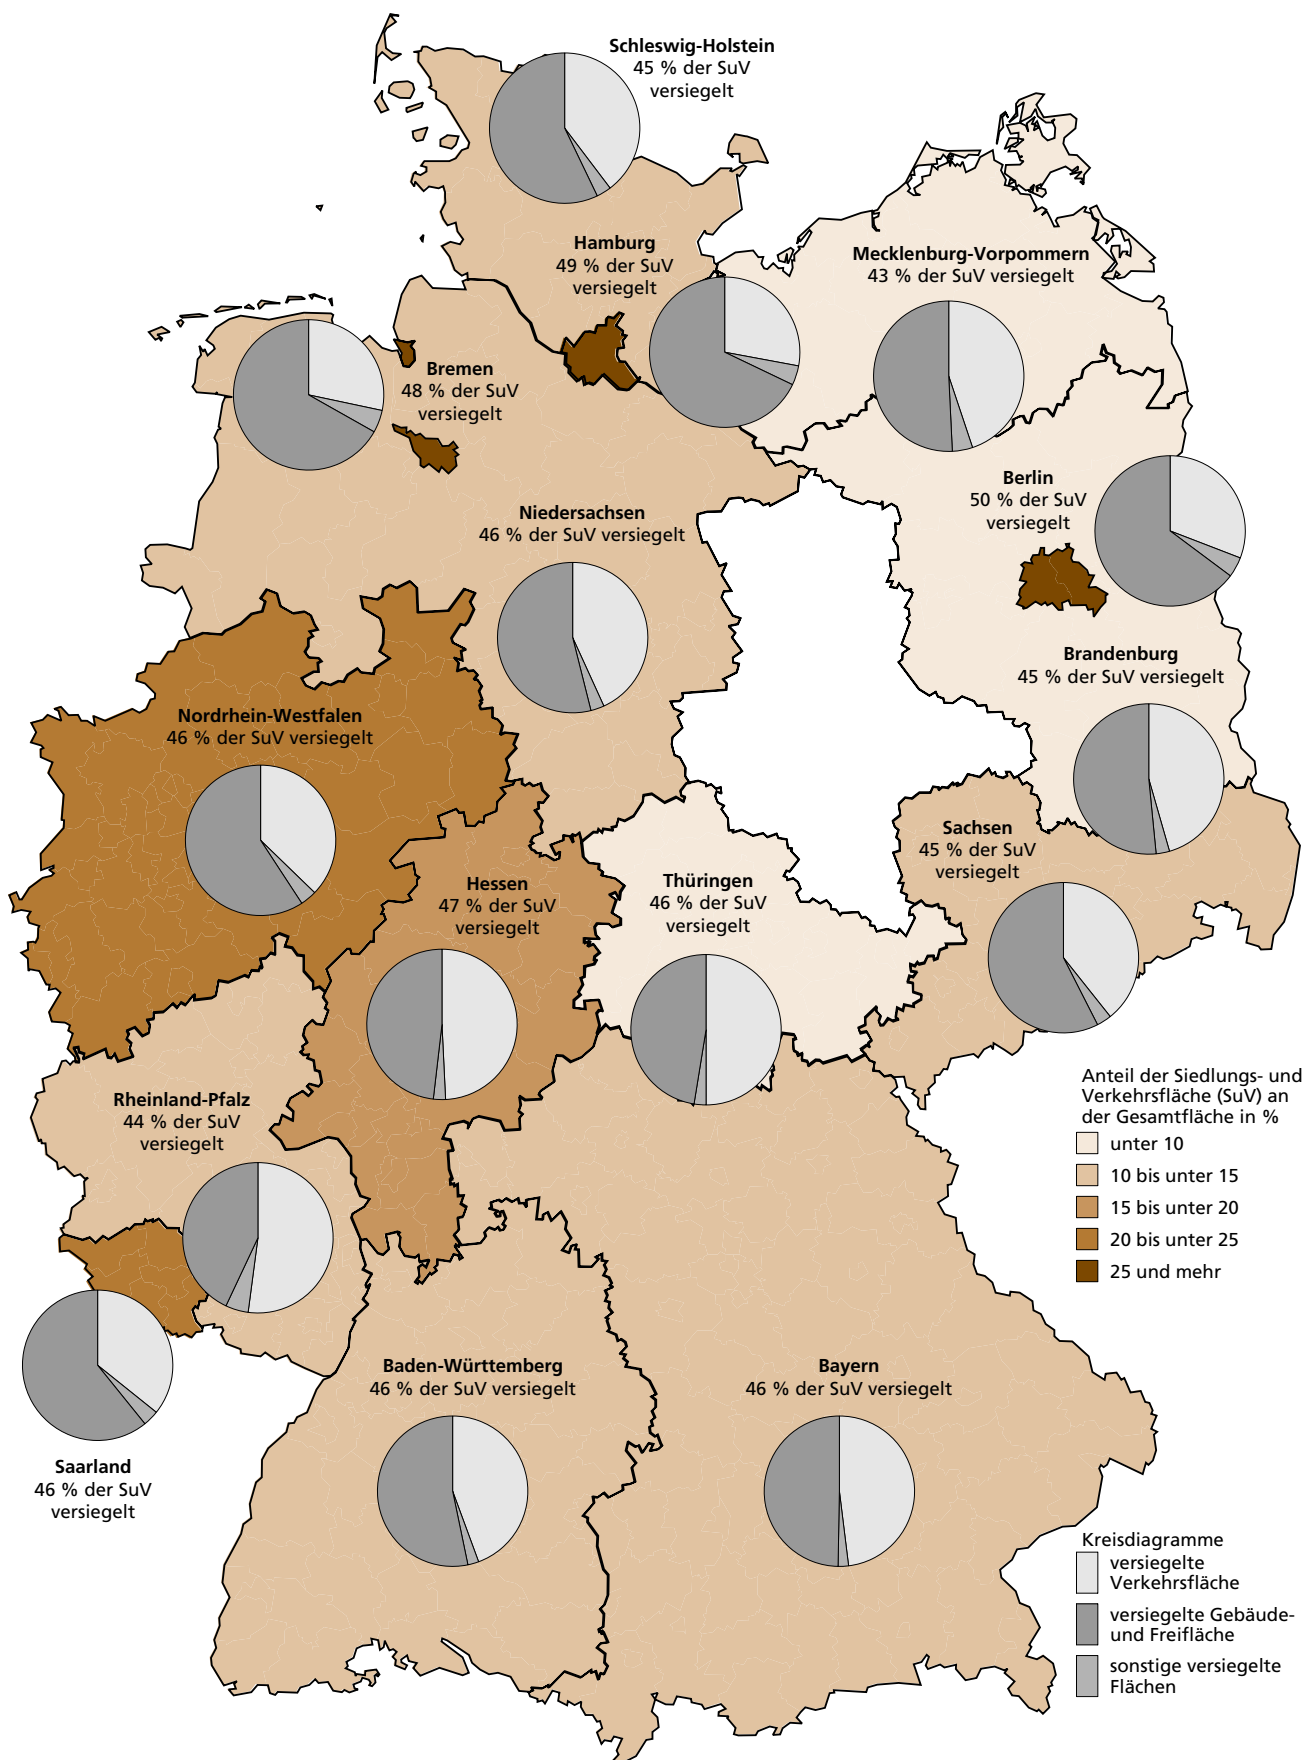 Schleswig-Holstein
45 % der SuV
versiegelt
Hamburg
49 % der SuV
versiegelt
Mecklenburg-Vorpommern
43 % der SuV versiegelt
Bremen
48 % der SuV
versiegelt
Berlin
50 % der SuV
versiegelt
Niedersachsen
46 % der SuV versiegelt
Brandenburg
45 % der SuV versiegelt
Nordrhein-Westfalen
46 % der SuV versiegelt
Sachsen
45 % der SuV
versiegelt
Hessen
47 % der SuV
versiegelt
Thüringen
46 % der SuV
versiegelt
Rheinland-Pfalz
44 % der SuV
versiegelt
Anteil der Siedlungs- und
Verkehrsfläche (SuV) an
der Gesamtfläche in %
unter 10
10 bis unter 15
15 bis unter 20
20 bis unter 25
25 und mehr
Baden-Württemberg
46 % der SuV versiegelt
Bayern
46 % der SuV versiegelt
Saarland
46 % der SuV
versiegelt
Kreisdiagramme
versiegelte
Verkehrsfläche
versiegelte Gebäude-
und Freifläche
sonstige versiegelte
Flächen